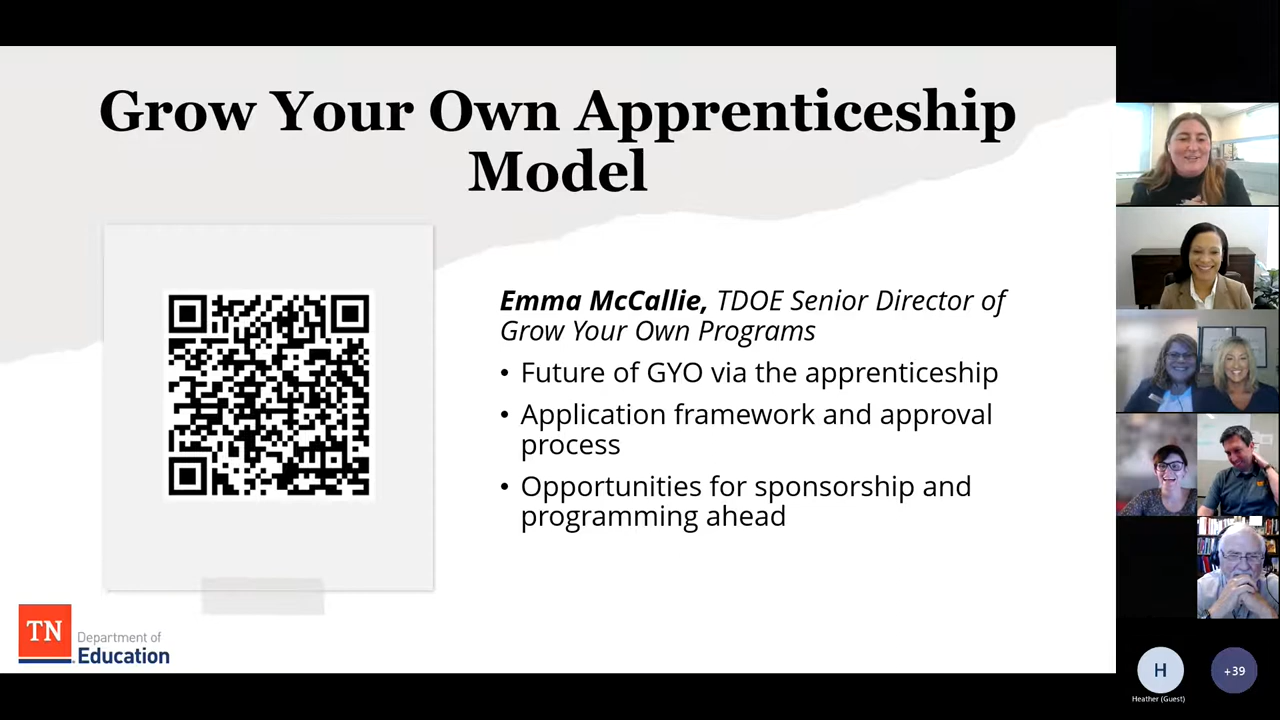 Grow Your Own Apprenticeship
Model
Emma McCallie, TDOE Senior Director of
Grow Your Own Programs
• Future of GYO via the apprenticeship
• Application framework and approval
process
• Opportunities for sponsorship and
programming ahead
TN
Department of
Education
H
+39
Heather (Guest)